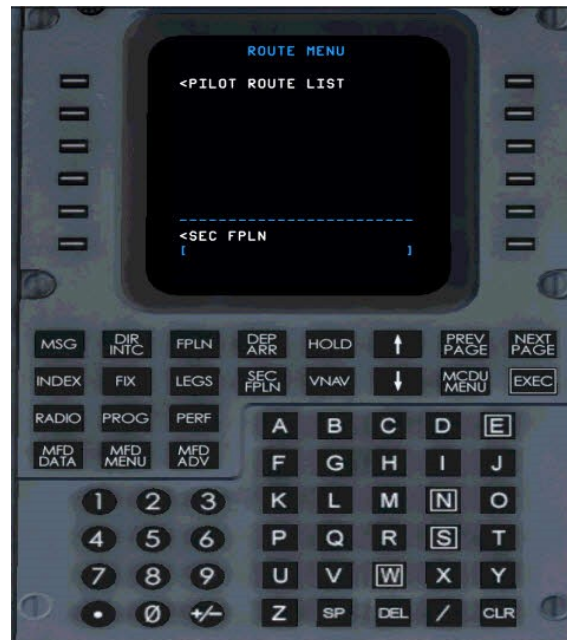 ROUTE MENU
<PILOT ROUTE LIST
------------------------
<SEC FPLN
[ ]
MSG DIR INTC FPLN DEP ARR HOLD ↑ PREV PAGE NEXT PAGE
INDEX FIX LEGS SEC FPLN VNAV ↓ MCDU MENU EXEC
RADIO PROG PERF
MFD DATA MFD MENU MFD ADV
A B C D E
F G H I J
1 2 3 K L M N O
4 5 6 P Q R S T
7 8 9 U V W X Y
. 0 +/- Z SP DEL / CLR